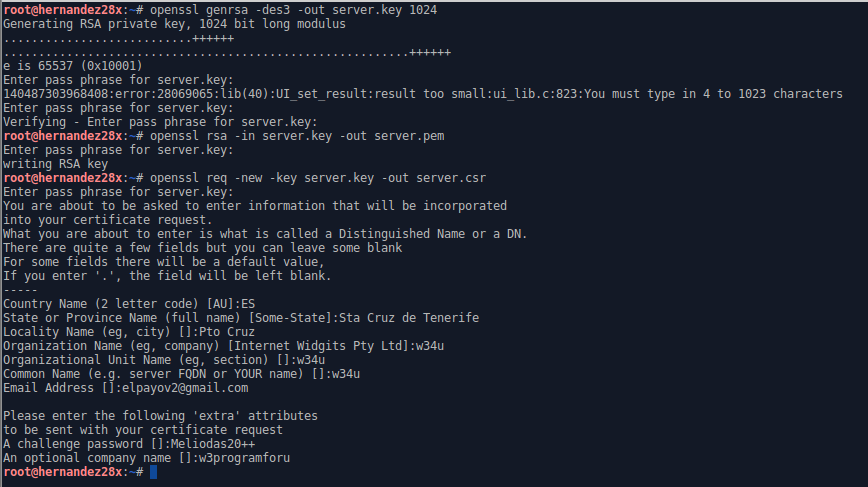 root@hernandez28x:~# openssl genrsa -des3 -out server.key 1024
Generating RSA private key, 1024 bit long modulus
..........................++++++
.........................................................++++++
e is 65537 (0x10001)
Enter pass phrase for server.key:
140487303968408:error:28069065:lib(40):UI_set_result:result too small:ui_lib.c:823:You must type in 4 to 1023 characters
Enter pass phrase for server.key:
Verifying - Enter pass phrase for server.key:
root@hernandez28x:~# openssl rsa -in server.key -out server.pem
Enter pass phrase for server.key:
writing RSA key
root@hernandez28x:~# openssl req -new -key server.key -out server.csr
Enter pass phrase for server.key:
You are about to be asked to enter information that will be incorporated
into your certificate request.
What you are about to enter is what is called a Distinguished Name or a DN.
There are quite a few fields but you can leave some blank
For some fields there will be a default value,
If you enter '.', the field will be left blank.
-----
Country Name (2 letter code) [AU]:ES
State or Province Name (full name) [Some-State]:Sta Cruz de Tenerife
Locality Name (eg, city) []:Pto Cruz
Organization Name (eg, company) [Internet Widgits Pty Ltd]:w34u
Organizational Unit Name (eg, section) []:w34u
Common Name (e.g. server FQDN or YOUR name) []:w34u
Email Address []:elpayov2@gmail.com

Please enter the following 'extra' attributes
to be sent with your certificate request
A challenge password []:Meliodas20++
An optional company name []:w3programforu
root@hernandez28x:~#